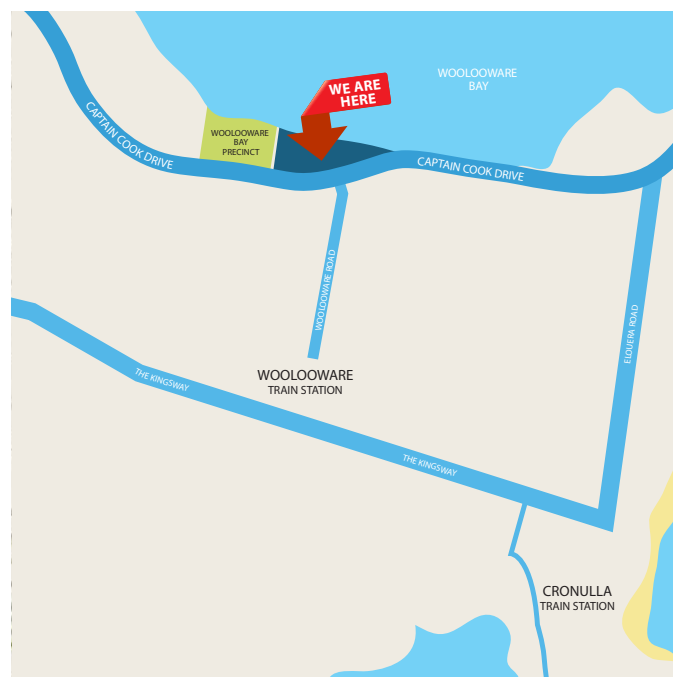 WOOLOOWARE
BAY
WE ARE
HERE
CAPTAIN COOK DRIVE
WOOLOOWARE
BAY
PRECINCT
CAPTAIN COOK DRIVE
WOOLOOWARE ROAD
ELOUERA ROAD
WOOLOOWARE
TRAIN STATION
THE KINGSWAY
THE KINGSWAY
CRONULLA
TRAIN STATION